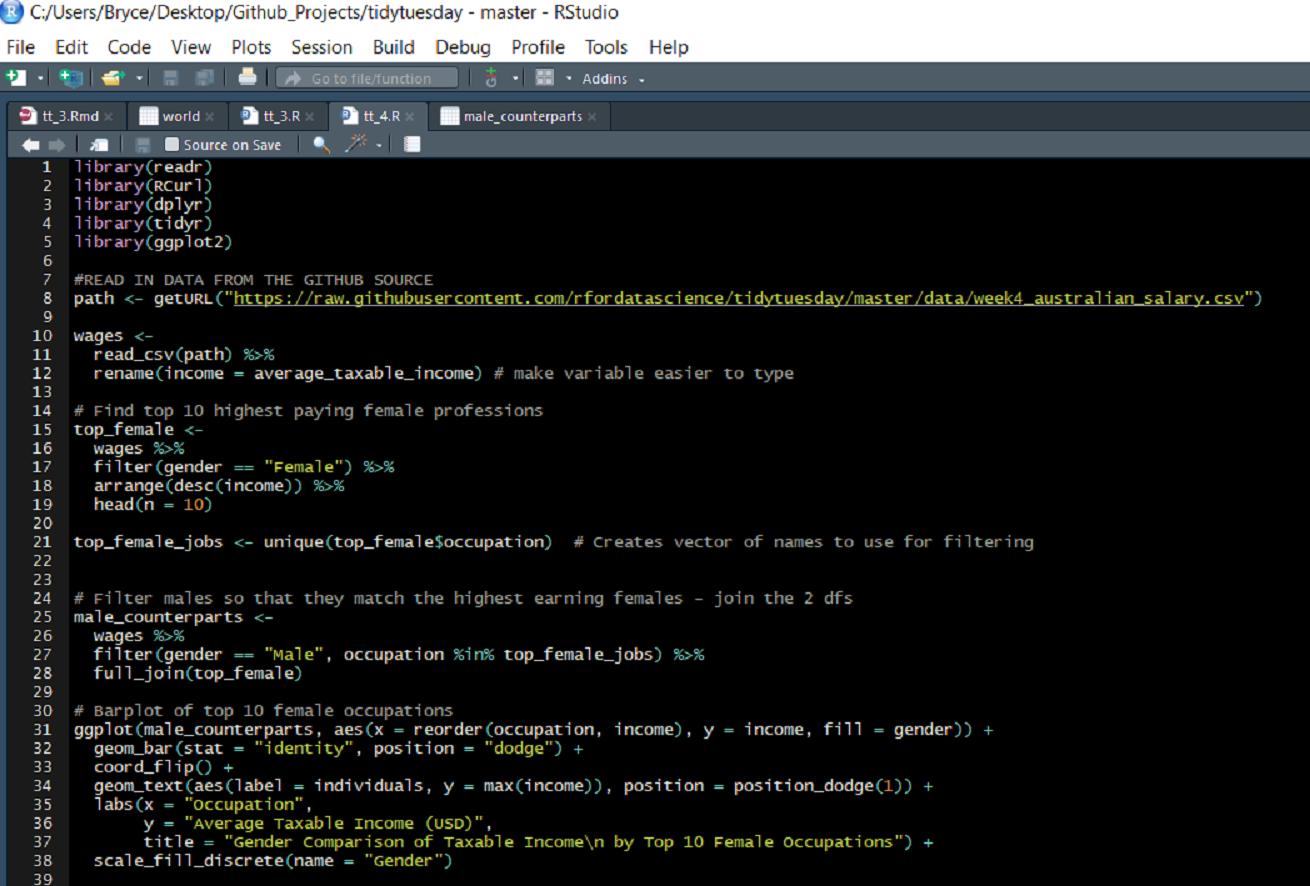 C:/Users/Bryce/Desktop/Github_Projects/tidytuesday - master - RStudio
File Edit Code View Plots Session Build Debug Profile Tools Help
Go to file/function Addins
tt_3.Rmd world tt_3.R tt_4.R male_counterparts
Source on Save
1 library(readr)
2 library(RCurl)
3 library(dplyr)
4 library(tidyr)
5 library(ggplot2)
6
7 #READ IN DATA FROM THE GITHUB SOURCE
8 path <- getURL("https://raw.githubusercontent.com/rfordatascience/tidytuesday/master/data/week4_australian_salary.csv")
9
10 wages <-
11   read_csv(path) %>%
12   rename(income = average_taxable_income) # make variable easier to type
13
14 # Find top 10 highest paying female professions
15 top_female <-
16   wages %>%
17   filter(gender == "Female") %>%
18   arrange(desc(income)) %>%
19   head(n = 10)
20
21 top_female_jobs <- unique(top_female$occupation)  # Creates vector of names to use for filtering
22
23
24 # Filter males so that they match the highest earning females - join the 2 dfs
25 male_counterparts <-
26   wages %>%
27   filter(gender == "Male", occupation %in% top_female_jobs) %>%
28   full_join(top_female)
29
30 # Barplot of top 10 female occupations
31 ggplot(male_counterparts, aes(x = reorder(occupation, income), y = income, fill = gender)) +
32   geom_bar(stat = "identity", position = "dodge") +
33   coord_flip() +
34   geom_text(aes(label = individuals, y = max(income)), position = position_dodge(1)) +
35   labs(x = "Occupation",
36        y = "Average Taxable Income (USD)",
37        title = "Gender Comparison of Taxable Income\n by Top 10 Female Occupations") +
38   scale_fill_discrete(name = "Gender")
39